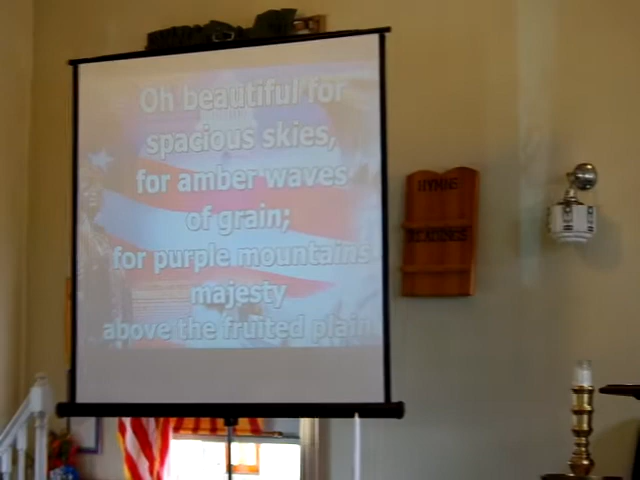 Oh beautiful for
spacious skies,
for amber waves
of grain;
for purple mountains
majesty
above the fruited plain
HYMNS
READINGS